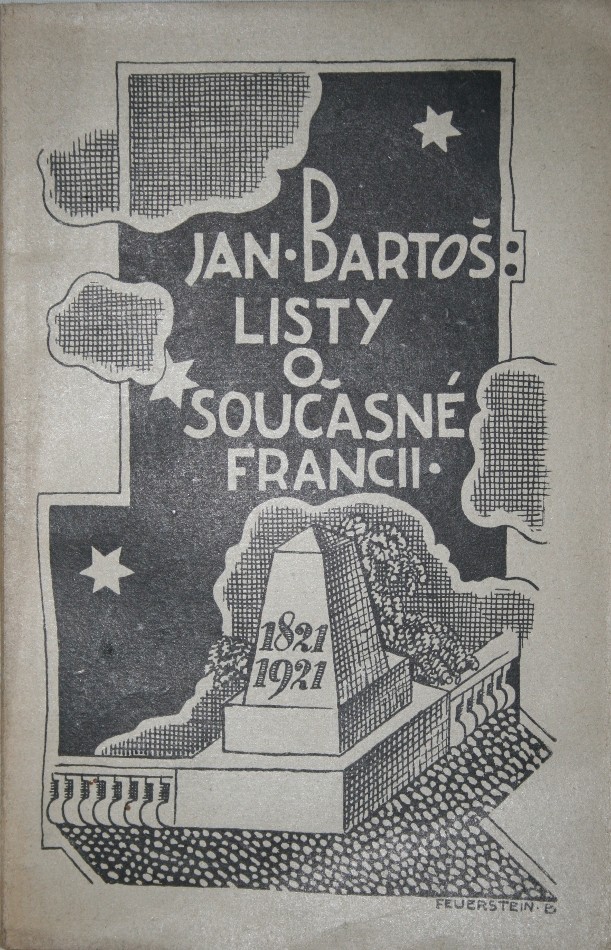 JAN·BARTOŠ:
LISTY
O
SOUČASNÉ
FRANCII·
1821
1921
FEUERSTEIN·B